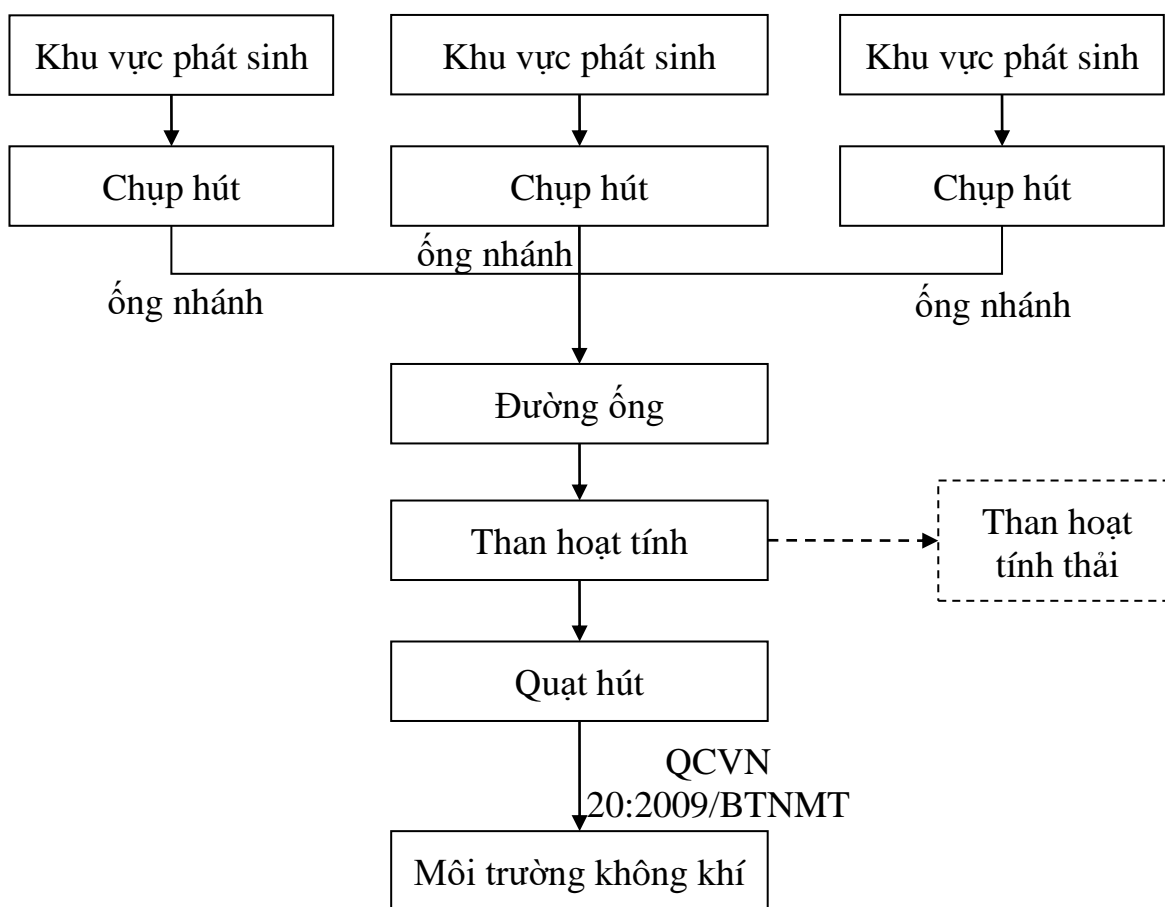 Khu vực phát sinh
Khu vực phát sinh
Khu vực phát sinh
Chụp hút
Chụp hút
Chụp hút
ống nhánh
ống nhánh
ống nhánh
Đường ống
Than hoạt tính
Than hoạt
tính thải
Quạt hút
QCVN
20:2009/BTNMT
Môi trường không khí